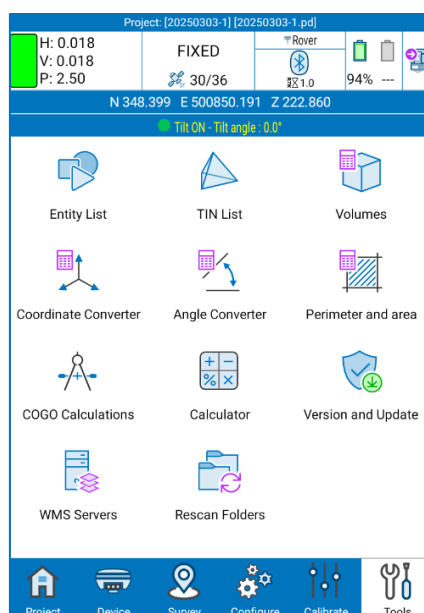 Project: [20250303-1] [20250303-1.pd]
H: 0.018
V: 0.018
P: 2.50
FIXED
30/36
Rover
1.0
94%
---
N 348.399 E 500850.191 Z 222.860
Tilt ON - Tilt angle : 0.0°
Entity List
TIN List
Volumes
Coordinate Converter
Angle Converter
Perimeter and area
COGO Calculations
Calculator
Version and Update
WMS Servers
Rescan Folders
Project
Device
Survey
Configure
Calibrate
Tools